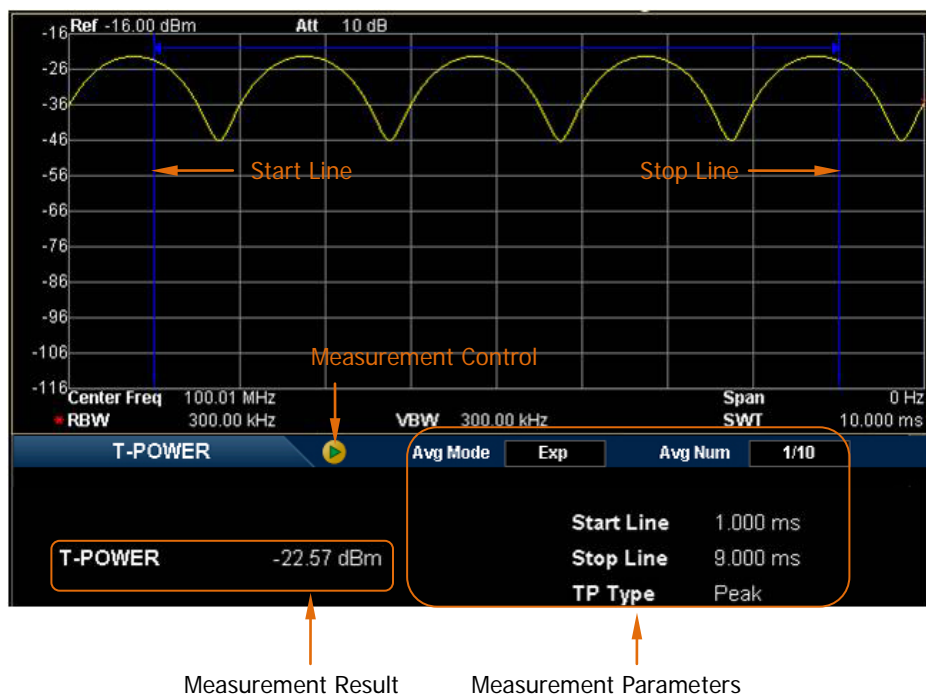 Ref -16.00 dBm Att 10 dB
-16
-26
-36
-46
-56
Start Line Stop Line
-66
-76
-86
-96
-106
Measurement Control
-116
Center Freq 100.01 MHz Span 0 Hz
* RBW 300.00 kHz VBW 300.00 kHz SWT 10.000 ms
T-POWER Avg Mode Exp Avg Num 1/10
Start Line 1.000 ms
T-POWER -22.57 dBm Stop Line 9.000 ms
TP Type Peak
Measurement Result Measurement Parameters